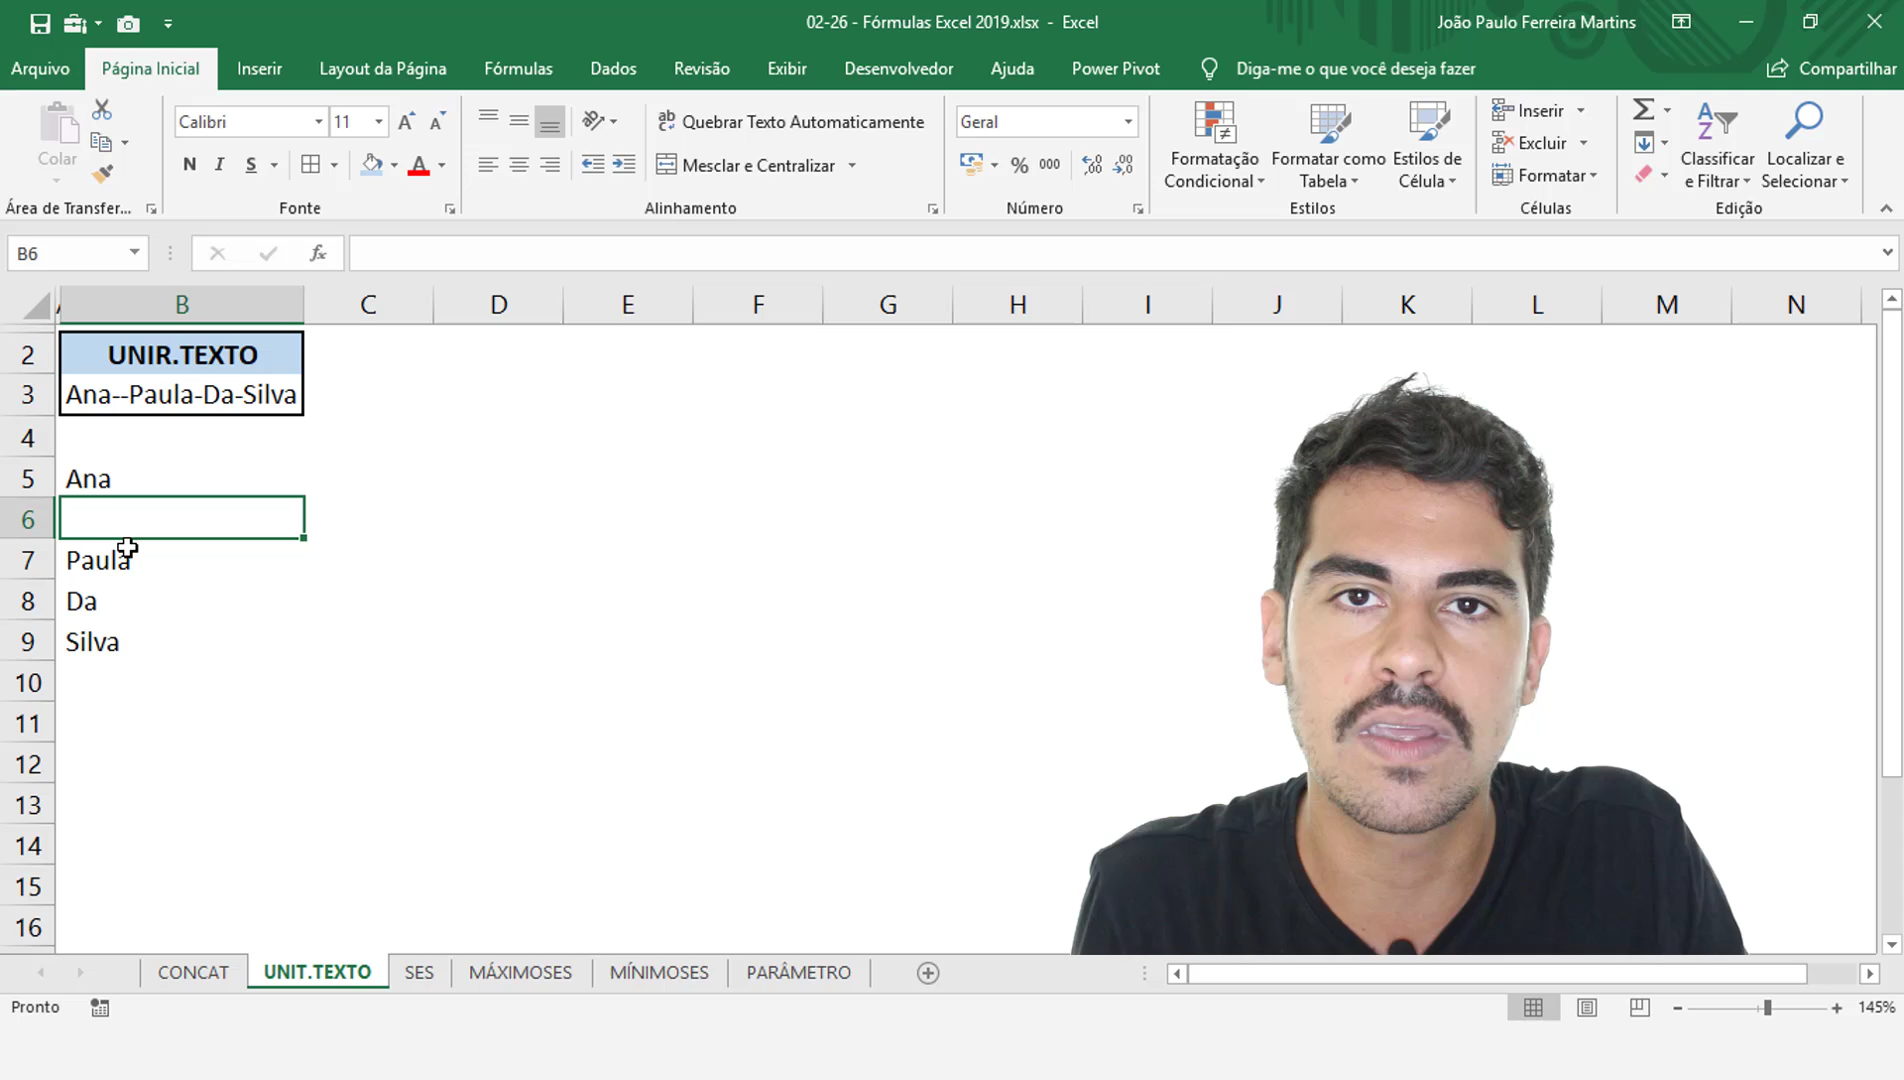 02-26 - Fórmulas Excel 2019.xlsx - Excel
João Paulo Ferreira Martins
Arquivo Página Inicial Inserir Layout da Página Fórmulas Dados Revisão Exibir Desenvolvedor Ajuda Power Pivot Diga-me o que você deseja fazer Compartilhar
Colar
Calibri 11
Quebrar Texto Automaticamente
Geral
N I S A
Mesclar e Centralizar
% 000 ,00
Formatação Condicional
Formatar como Tabela
Estilos de Célula
Inserir
Excluir
Formatar
Classificar e Filtrar
Localizar e Selecionar
Área de Transfer... Fonte Alinhamento Número Estilos Células Edição
B6 fx
B C D E F G H I J K L M N
2 UNIR.TEXTO
3 Ana--Paula-Da-Silva
4
5 Ana
6
7 Paula
8 Da
9 Silva
10
11
12
13
14
15
16
CONCAT UNIT.TEXTO SES MÁXIMOSES MÍNIMOSES PARÂMETRO
Pronto 145%